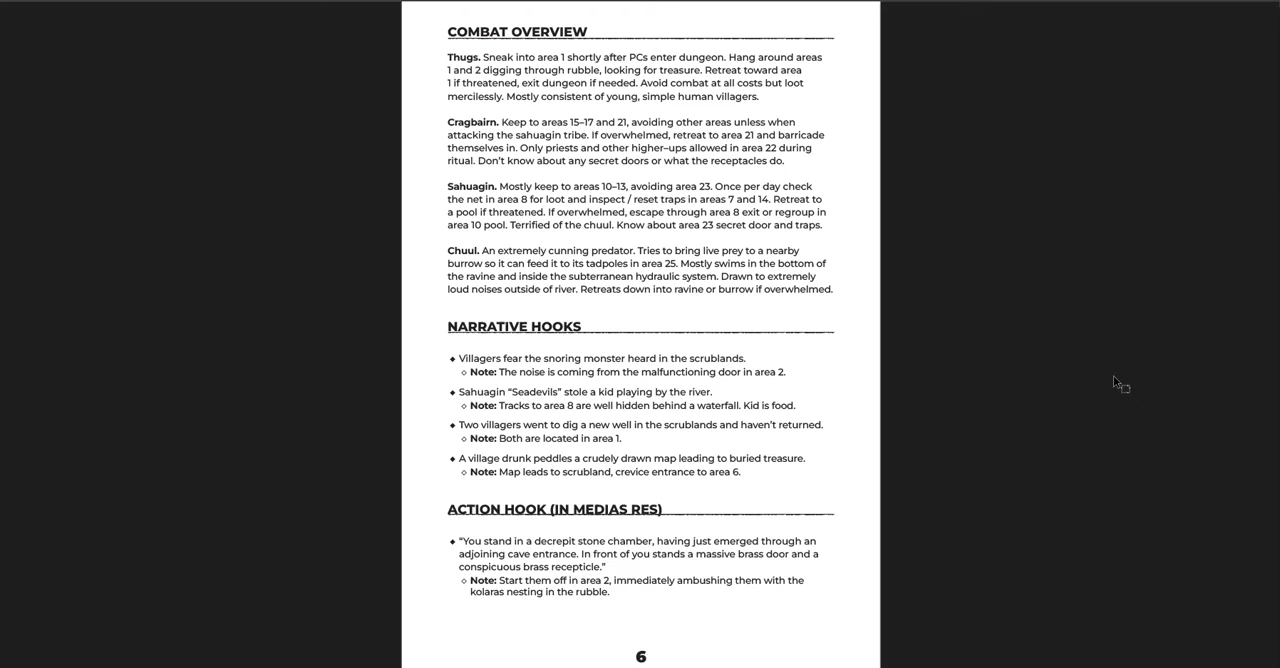 COMBAT OVERVIEW
Thugs. Sneak into area 1 shortly after PCs enter dungeon. Hang around areas
1 and 2 digging through rubble, looking for treasure. Retreat toward area
1 if threatened, exit dungeon if needed. Avoid combat at all costs but loot
mercilessly. Mostly consistent of young, simple human villagers.
Cragbairn. Keep to areas 15–17 and 21, avoiding other areas unless when
attacking the sahuagin tribe. If overwhelmed, retreat to area 21 and barricade
themselves in. Only priests and other higher–ups allowed in area 22 during
ritual. Don't know about any secret doors or what the receptacles do.
Sahuagin. Mostly keep to areas 10–13, avoiding area 23. Once per day check
the net in area 8 for loot and inspect / reset traps in areas 7 and 14. Retreat to
a pool if threatened. If overwhelmed, escape through area 8 exit or regroup in
area 10 pool. Terrified of the chuul. Know about area 23 secret door and traps.
Chuul. An extremely cunning predator. Tries to bring live prey to a nearby
burrow so it can feed it to its tadpoles in area 25. Mostly swims in the bottom of
the ravine and inside the subterranean hydraulic system. Drawn to extremely
loud noises outside of river. Retreats down into ravine or burrow if overwhelmed.
NARRATIVE HOOKS
◆ Villagers fear the snoring monster heard in the scrublands.
◇ Note: The noise is coming from the malfunctioning door in area 2.
◆ Sahuagin “Seadevils” stole a kid playing by the river.
◇ Note: Tracks to area 8 are well hidden behind a waterfall. Kid is food.
◆ Two villagers went to dig a new well in the scrublands and haven't returned.
◇ Note: Both are located in area 1.
◆ A village drunk peddles a crudely drawn map leading to buried treasure.
◇ Note: Map leads to scrubland, crevice entrance to area 6.
ACTION HOOK (IN MEDIAS RES)
◆ “You stand in a decrepit stone chamber, having just emerged through an
adjoining cave entrance. In front of you stands a massive brass door and a
conspicuous brass recepticle.”
◇ Note: Start them off in area 2, immediately ambushing them with the
kolaras nesting in the rubble.
6